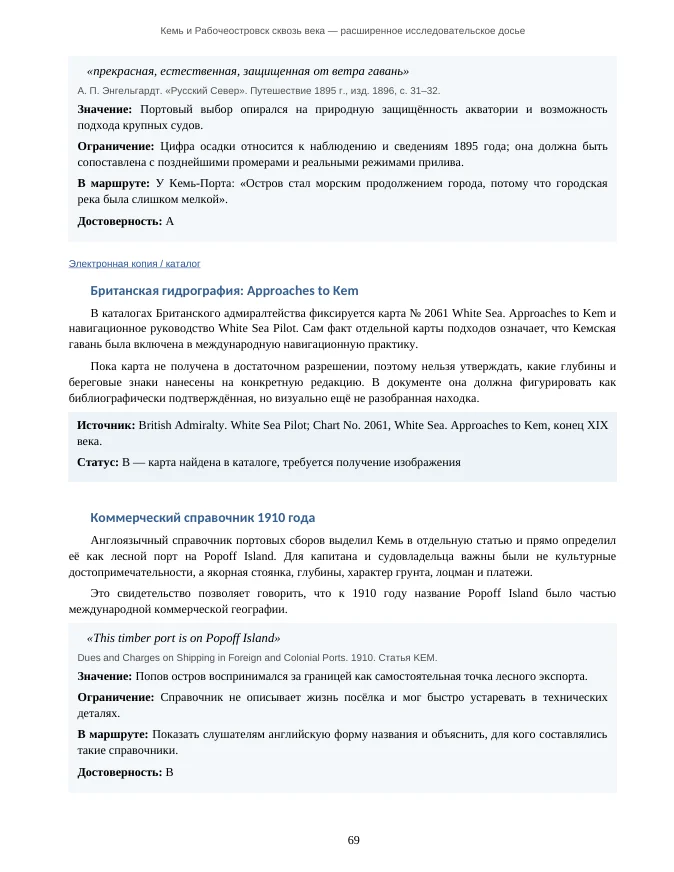 Кемь и Рабочеостровск сквозь века — расширенное исследовательское досье
«прекрасная, естественная, защищенная от ветра гавань»
А. П. Энгельгардт. «Русский Север». Путешествие 1895 г., изд. 1896, с. 31–32.
Значение: Портовый выбор опирался на природную защищённость акватории и возможность
подхода крупных судов.
Ограничение: Цифра осадки относится к наблюдению и сведениям 1895 года; она должна быть
сопоставлена с позднейшими промерами и реальными режимами прилива.
В маршруте: У Кемь-Порта: «Остров стал морским продолжением города, потому что городская
река была слишком мелкой».
Достоверность: A
Электронная копия / каталог
Британская гидрография: Approaches to Kem
В каталогах Британского адмиралтейства фиксируется карта № 2061 White Sea. Approaches to Kem и
навигационное руководство White Sea Pilot. Сам факт отдельной карты подходов означает, что Кемская
гавань была включена в международную навигационную практику.
Пока карта не получена в достаточном разрешении, поэтому нельзя утверждать, какие глубины и
береговые знаки нанесены на конкретную редакцию. В документе она должна фигурировать как
библиографически подтверждённая, но визуально ещё не разобранная находка.
Источник: British Admiralty. White Sea Pilot; Chart No. 2061, White Sea. Approaches to Kem, конец XIX
века.
Статус: B — карта найдена в каталоге, требуется получение изображения
Коммерческий справочник 1910 года
Англоязычный справочник портовых сборов выделил Кемь в отдельную статью и прямо определил
её как лесной порт на Popoff Island. Для капитана и судовладельца важны были не культурные
достопримечательности, а якорная стоянка, глубины, характер грунта, лоцман и платежи.
Это свидетельство позволяет говорить, что к 1910 году название Popoff Island было частью
международной коммерческой географии.
«This timber port is on Popoff Island»
Dues and Charges on Shipping in Foreign and Colonial Ports. 1910. Статья KEM.
Значение: Попов остров воспринимался за границей как самостоятельная точка лесного экспорта.
Ограничение: Справочник не описывает жизнь посёлка и мог быстро устаревать в технических
деталях.
В маршруте: Показать слушателям английскую форму названия и объяснить, для кого составлялись
такие справочники.
Достоверность: B
69